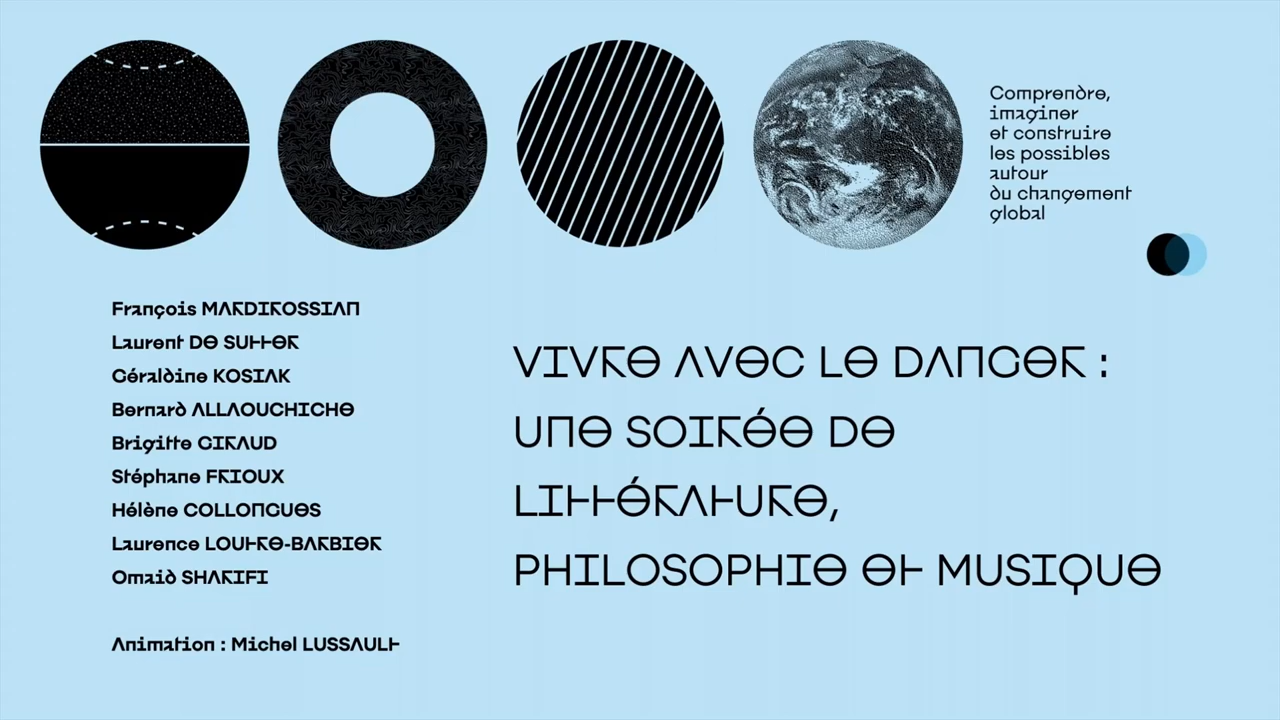 Comprendre,
imaginer
et construire
les possibles
autour
du changement
global
François MARDIROSSIAN
Laurent DE SUTTER
Géraldine KOSIAK
Bernard ALLAOUCHICHE
Brigitte GIRAUD
Stéphane FRIOUX
Hélène COLLONGUES
Laurence LOUTRE-BARBIER
Omaid SHARIFI
Animation : Michel LUSSAULT
VIVRE AVEC LE DANGER :
UNE SOIRÉE DE
LITTÉRATURE,
PHILOSOPHIE ET MUSIQUE